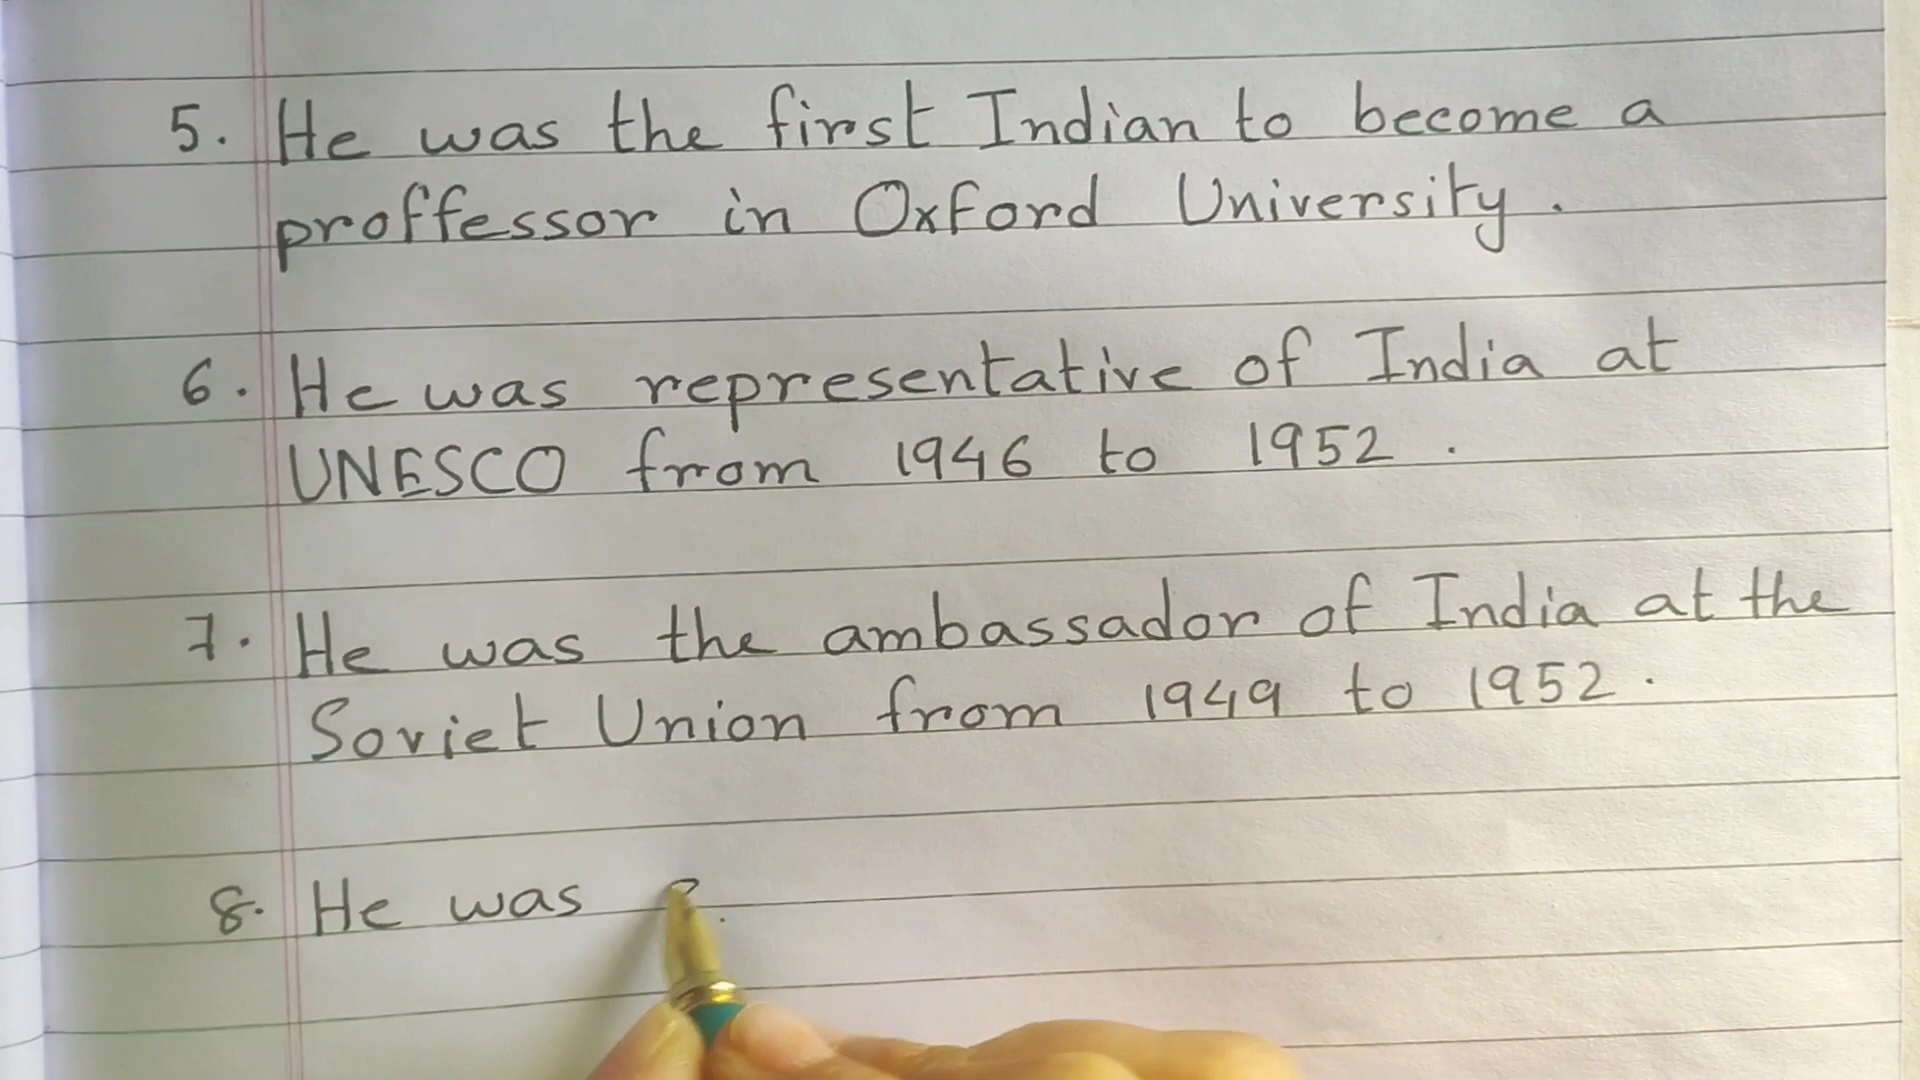 5. He was the first Indian to become a
proffessor in Oxford University.
6. He was representative of India at
UNESCO from 1946 to 1952.
7. He was the ambassador of India at the
Soviet Union from 1949 to 1952.
8. He was